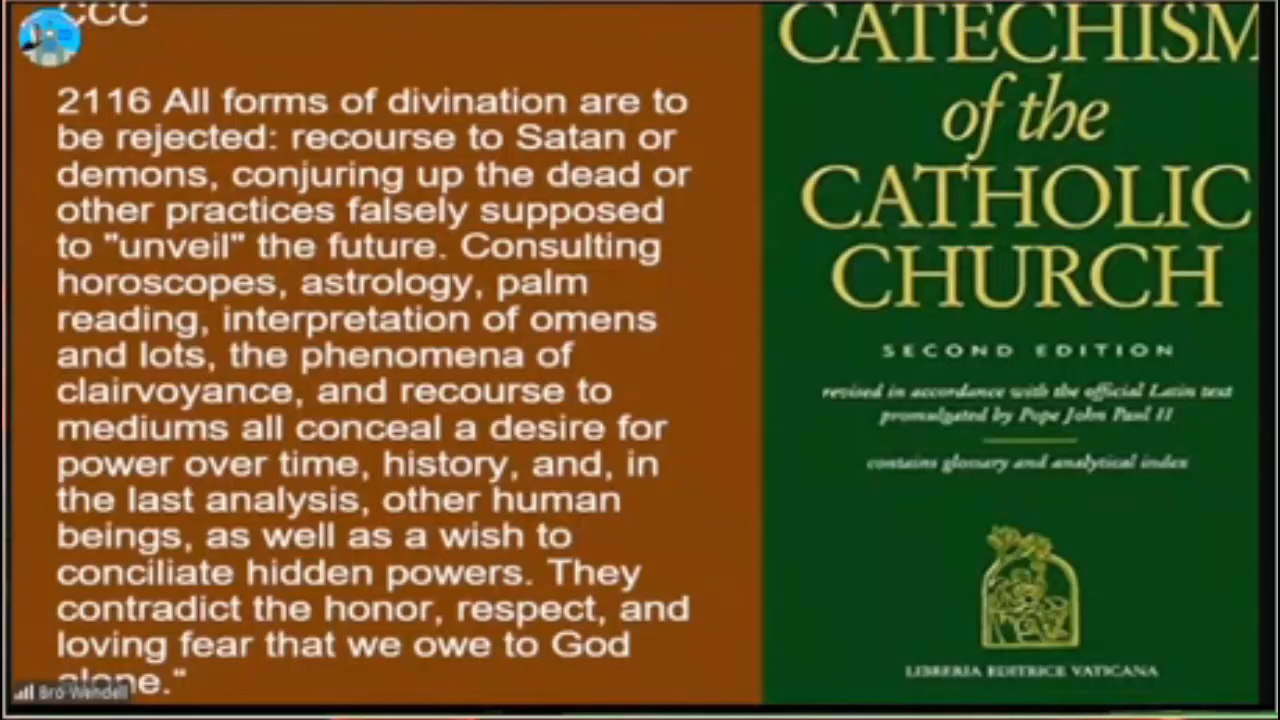 CCC
2116 All forms of divination are to
be rejected: recourse to Satan or
demons, conjuring up the dead or
other practices falsely supposed
to "unveil" the future. Consulting
horoscopes, astrology, palm
reading, interpretation of omens
and lots, the phenomena of
clairvoyance, and recourse to
mediums all conceal a desire for
power over time, history, and, in
the last analysis, other human
beings, as well as a wish to
conciliate hidden powers. They
contradict the honor, respect, and
loving fear that we owe to God
alone."
Bro Wendell
CATECHISM
of the
CATHOLIC
CHURCH
SECOND EDITION
revised in accordance with the official Latin text
promulgated by Pope John Paul II
contains glossary and analytical index
LIBRERIA EDITRICE VATICANA